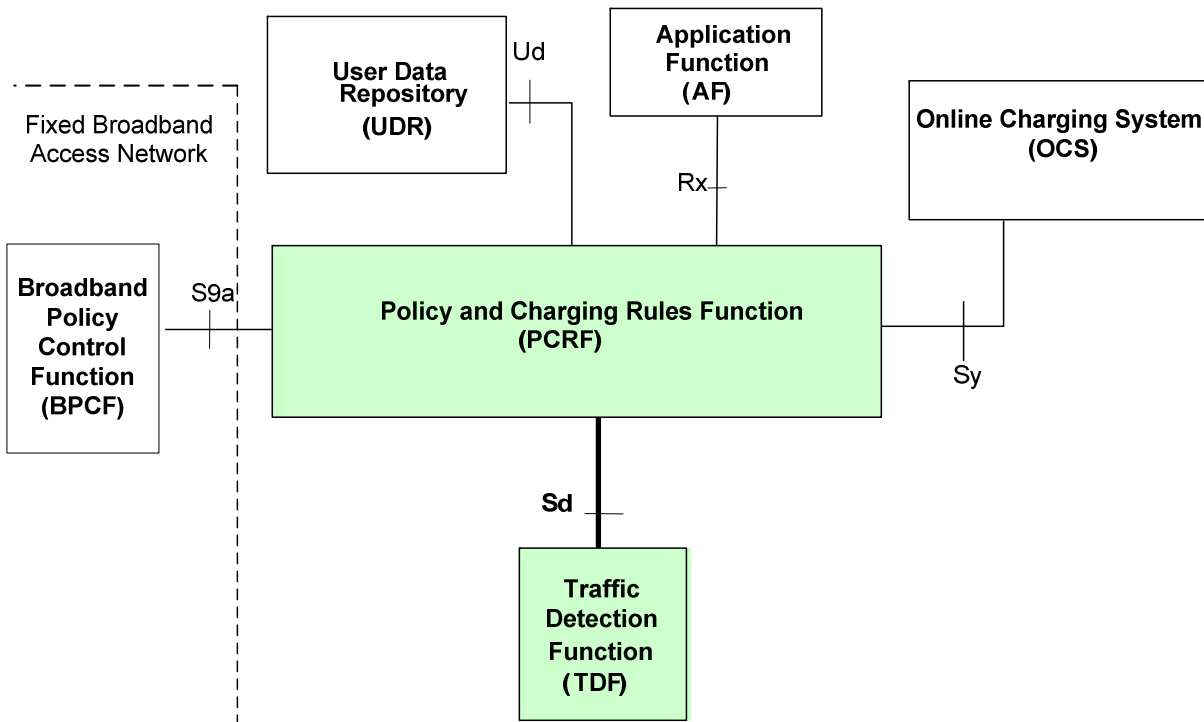 Ud
User Data
Repository
(UDR)
Application
Function
(AF)
Online Charging System
(OCS)
Fixed Broadband
Access Network
Rx
Broadband
Policy
Control
Function
(BPCF)
S9a
Policy and Charging Rules Function
(PCRF)
Sy
Sd
Traffic
Detection
Function
(TDF)